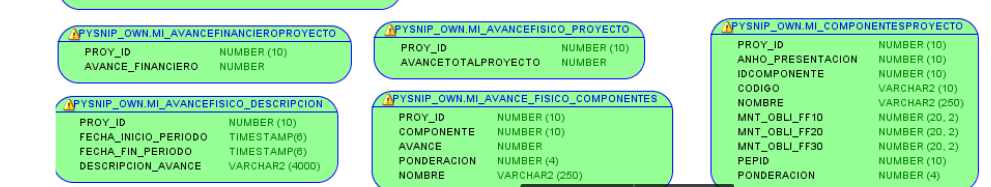 PYSNIP_OWN.MI_AVANCEFINANCIEROPROYECTO
PROY_ID NUMBER (10)
AVANCE_FINANCIERO NUMBER
PYSNIP_OWN.MI_AVANCEFISICO_PROYECTO
PROY_ID NUMBER (10)
AVANCETOTALPROYECTO NUMBER
PYSNIP_OWN.MI_COMPONENTESPROYECTO
PROY_ID NUMBER (10)
ANHO_PRESENTACION NUMBER (10)
IDCOMPONENTE NUMBER (10)
CODIGO VARCHAR2 (10)
NOMBRE VARCHAR2 (250)
MNT_OBLI_FF10 NUMBER (20, 2)
MNT_OBLI_FF20 NUMBER (20, 2)
MNT_OBLI_FF30 NUMBER (20, 2)
PEPID NUMBER (10)
PONDERACION NUMBER (4)
PYSNIP_OWN.MI_AVANCEFISICO_DESCRIPCION
PROY_ID NUMBER (10)
FECHA_INICIO_PERIODO TIMESTAMP(6)
FECHA_FIN_PERIODO TIMESTAMP(6)
DESCRIPCION_AVANCE VARCHAR2 (4000)
PYSNIP_OWN.MI_AVANCE_FISICO_COMPONENTES
PROY_ID NUMBER (10)
COMPONENTE NUMBER (10)
AVANCE NUMBER
PONDERACION NUMBER (4)
NOMBRE VARCHAR2 (250)